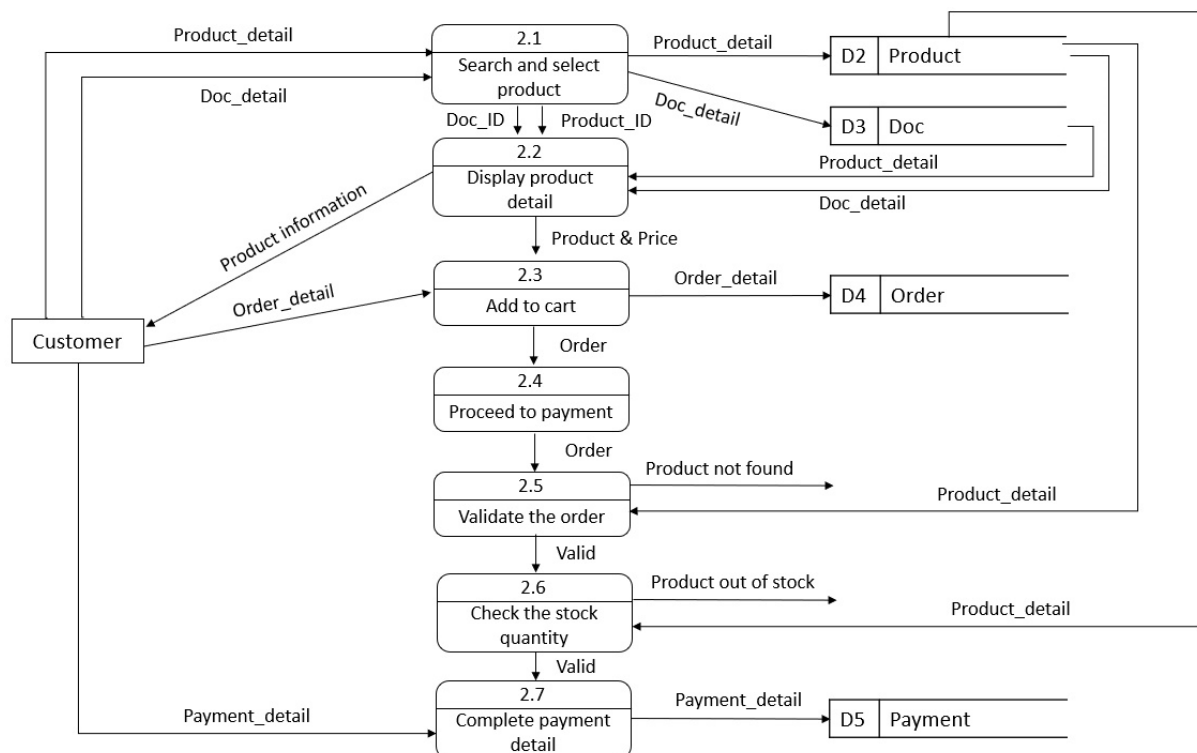 Product_detail
2.1
Search and select
product
Product_detail
D2 Product
Doc_detail
Doc_detail
D3 Doc
Doc_ID
Product_ID
2.2
Display product
detail
Product_detail
Doc_detail
Product information
Product & Price
2.3
Add to cart
Order_detail
Order_detail
D4 Order
Customer
Order
2.4
Proceed to payment
Order
2.5
Validate the order
Product not found
Product_detail
Valid
2.6
Check the stock
quantity
Product out of stock
Product_detail
Valid
2.7
Complete payment
detail
Payment_detail
Payment_detail
D5 Payment